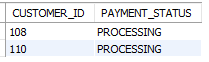 CUSTOMER_ID PAYMENT_STATUS
108 PROCESSING
110 PROCESSING